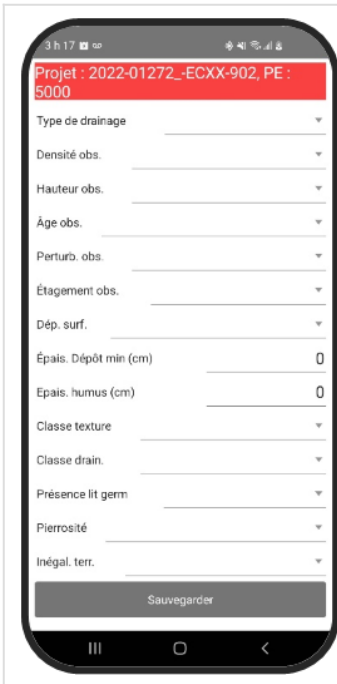 3 h 17
Projet : 2022-01272_-ECXX-902, PE :
5000
Type de drainage
Densité obs.
Hauteur obs.
Âge obs.
Perturb. obs.
Étagement obs.
Dép. surf.
Épais. Dépôt min (cm) 0
Epais. humus (cm) 0
Classe texture
Classe drain.
Présence lit germ
Pierrosité
Inégal. terr.
Sauvegarder